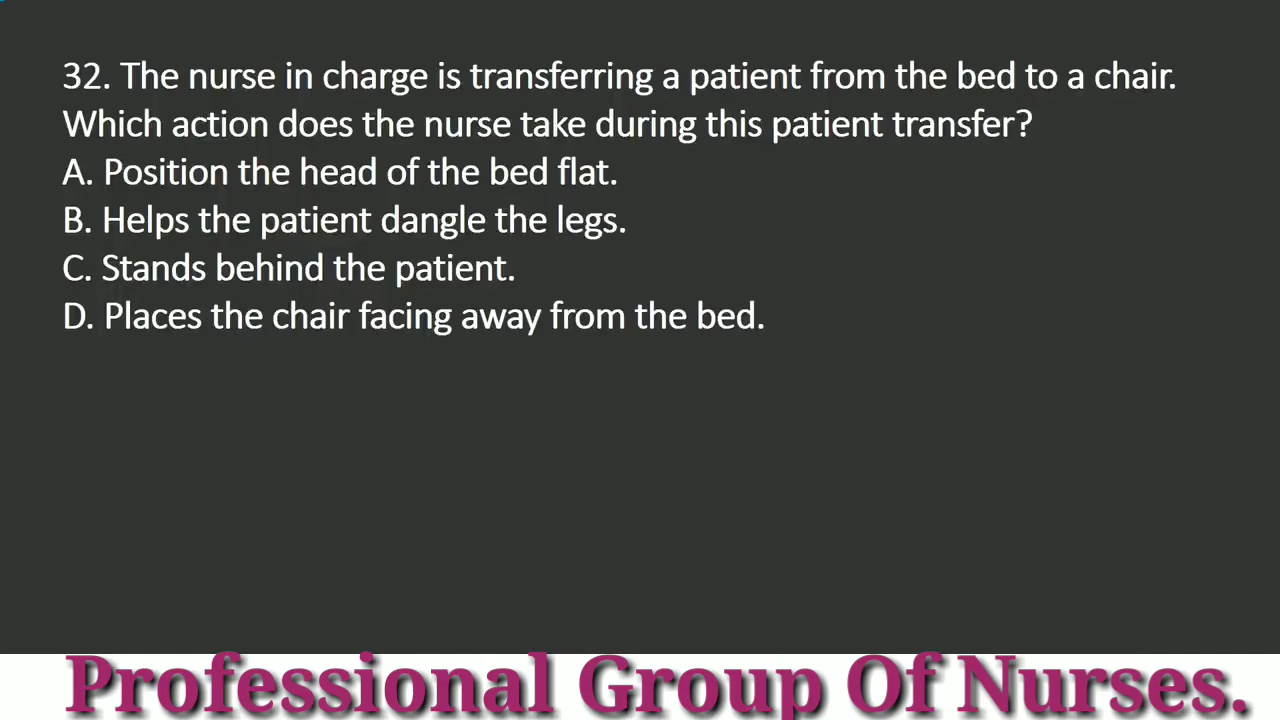 32. The nurse in charge is transferring a patient from the bed to a chair.
Which action does the nurse take during this patient transfer?
A. Position the head of the bed flat.
B. Helps the patient dangle the legs.
C. Stands behind the patient.
D. Places the chair facing away from the bed.
Professional Group Of Nurses.